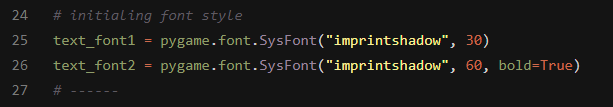 24 # initialing font style
25 text_font1 = pygame.font.SysFont("imprintshadow", 30)
26 text_font2 = pygame.font.SysFont("imprintshadow", 60, bold=True)
27 # ------